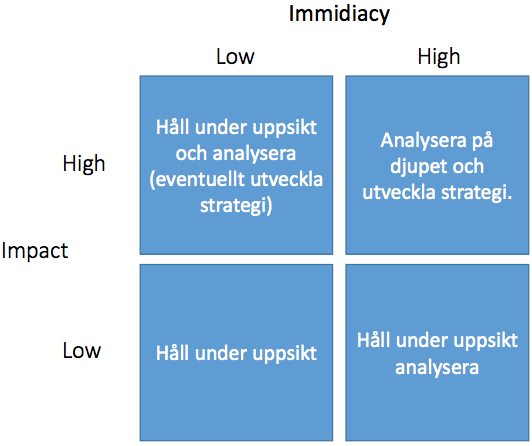 Immidiacy
Low
High
High
Håll under uppsikt
och analysera
(eventuellt utveckla
strategi)
Analysera på
djupet och
utveckla strategi.
Impact
Low
Håll under uppsikt
Håll under uppsikt
analysera